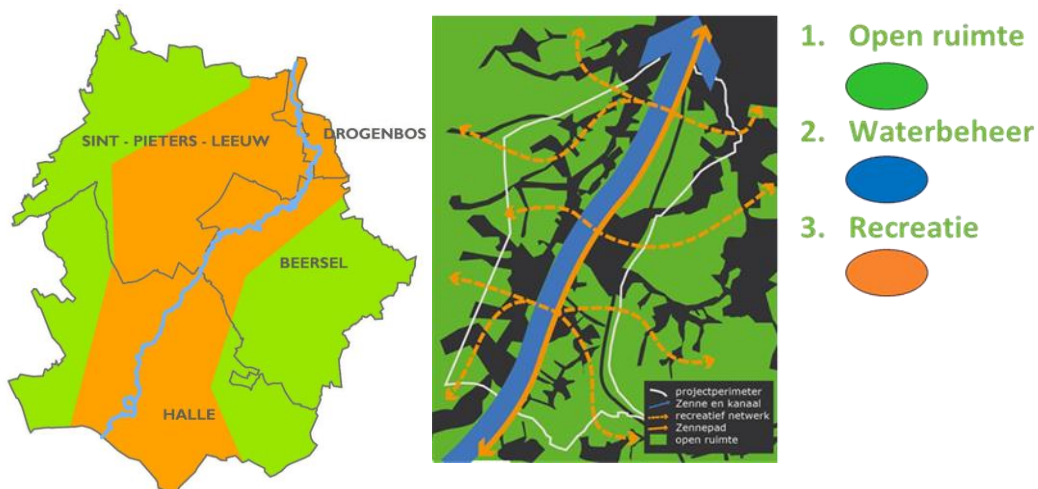 SINT - PIETERS - LEEUW
DROGENBOS
BEERSEL
HALLE
projectperimeter
Zenne en kanaal
recreatief netwerk
Zennepad
open ruimte
1. Open ruimte
2. Waterbeheer
3. Recreatie